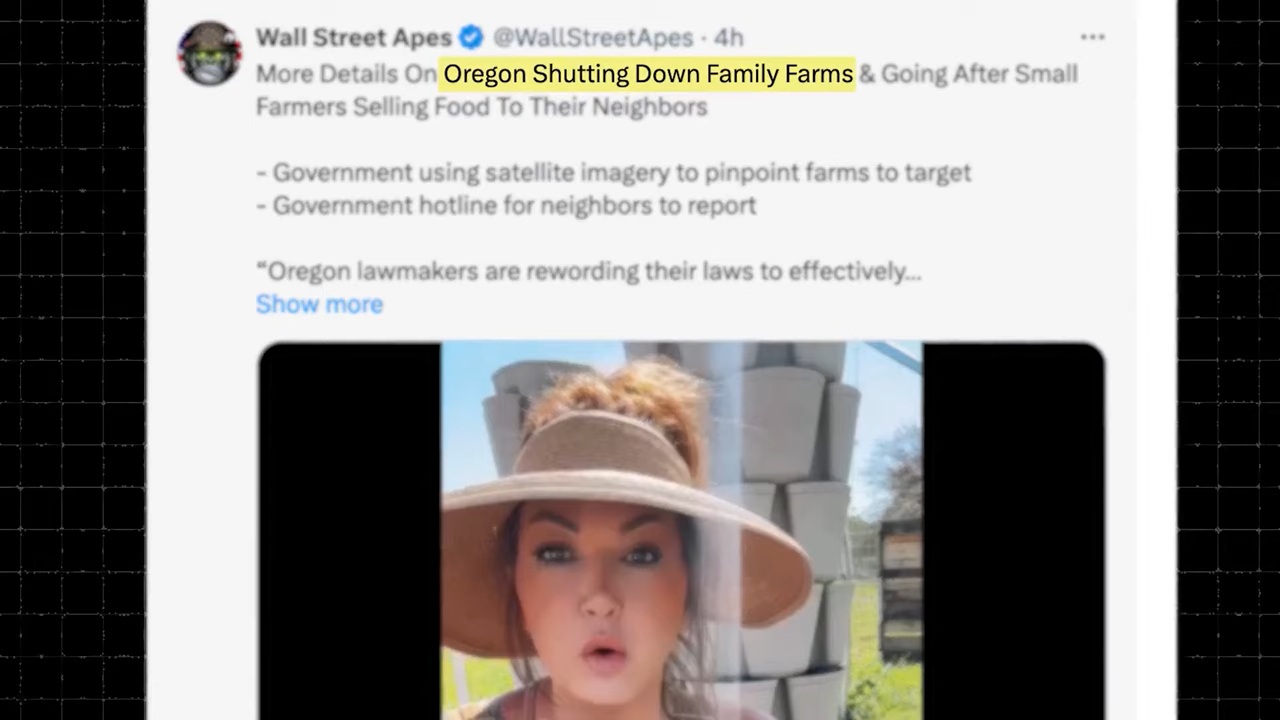 Wall Street Apes @WallStreetApes · 4h
More Details On Oregon Shutting Down Family Farms & Going After Small
Farmers Selling Food To Their Neighbors
- Government using satellite imagery to pinpoint farms to target
- Government hotline for neighbors to report
“Oregon lawmakers are rewording their laws to effectively...
Show more